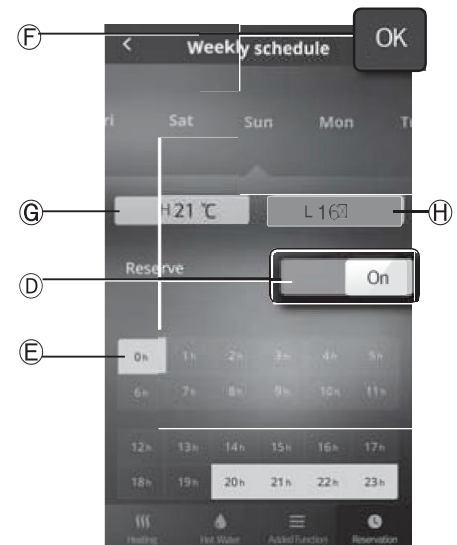 Ⓕ < Weekly schedule OK
ri Sat Sun Mon T
Ⓖ H 21 °C L 16 Ⓗ
Reserve
Ⓓ On
Ⓔ 0h 1h 2h 3h 4h 5h
6h 7h 8h 9h 10h 11h
12h 13h 14h 15h 16h 17h
18h 19h 20h 21h 22h 23h
Heating Hot Water Added Function Reservation